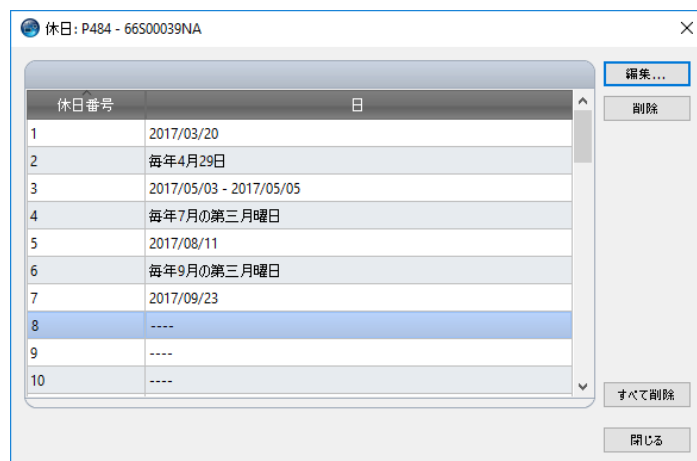 休日: P484 - 66S00039NA
編集...
削除
休日番号 日
1 2017/03/20
2 毎年4月29日
3 2017/05/03 - 2017/05/05
4 毎年7月の第三月曜日
5 2017/08/11
6 毎年9月の第三月曜日
7 2017/09/23
8 ----
9 ----
10 ----
すべて削除
閉じる